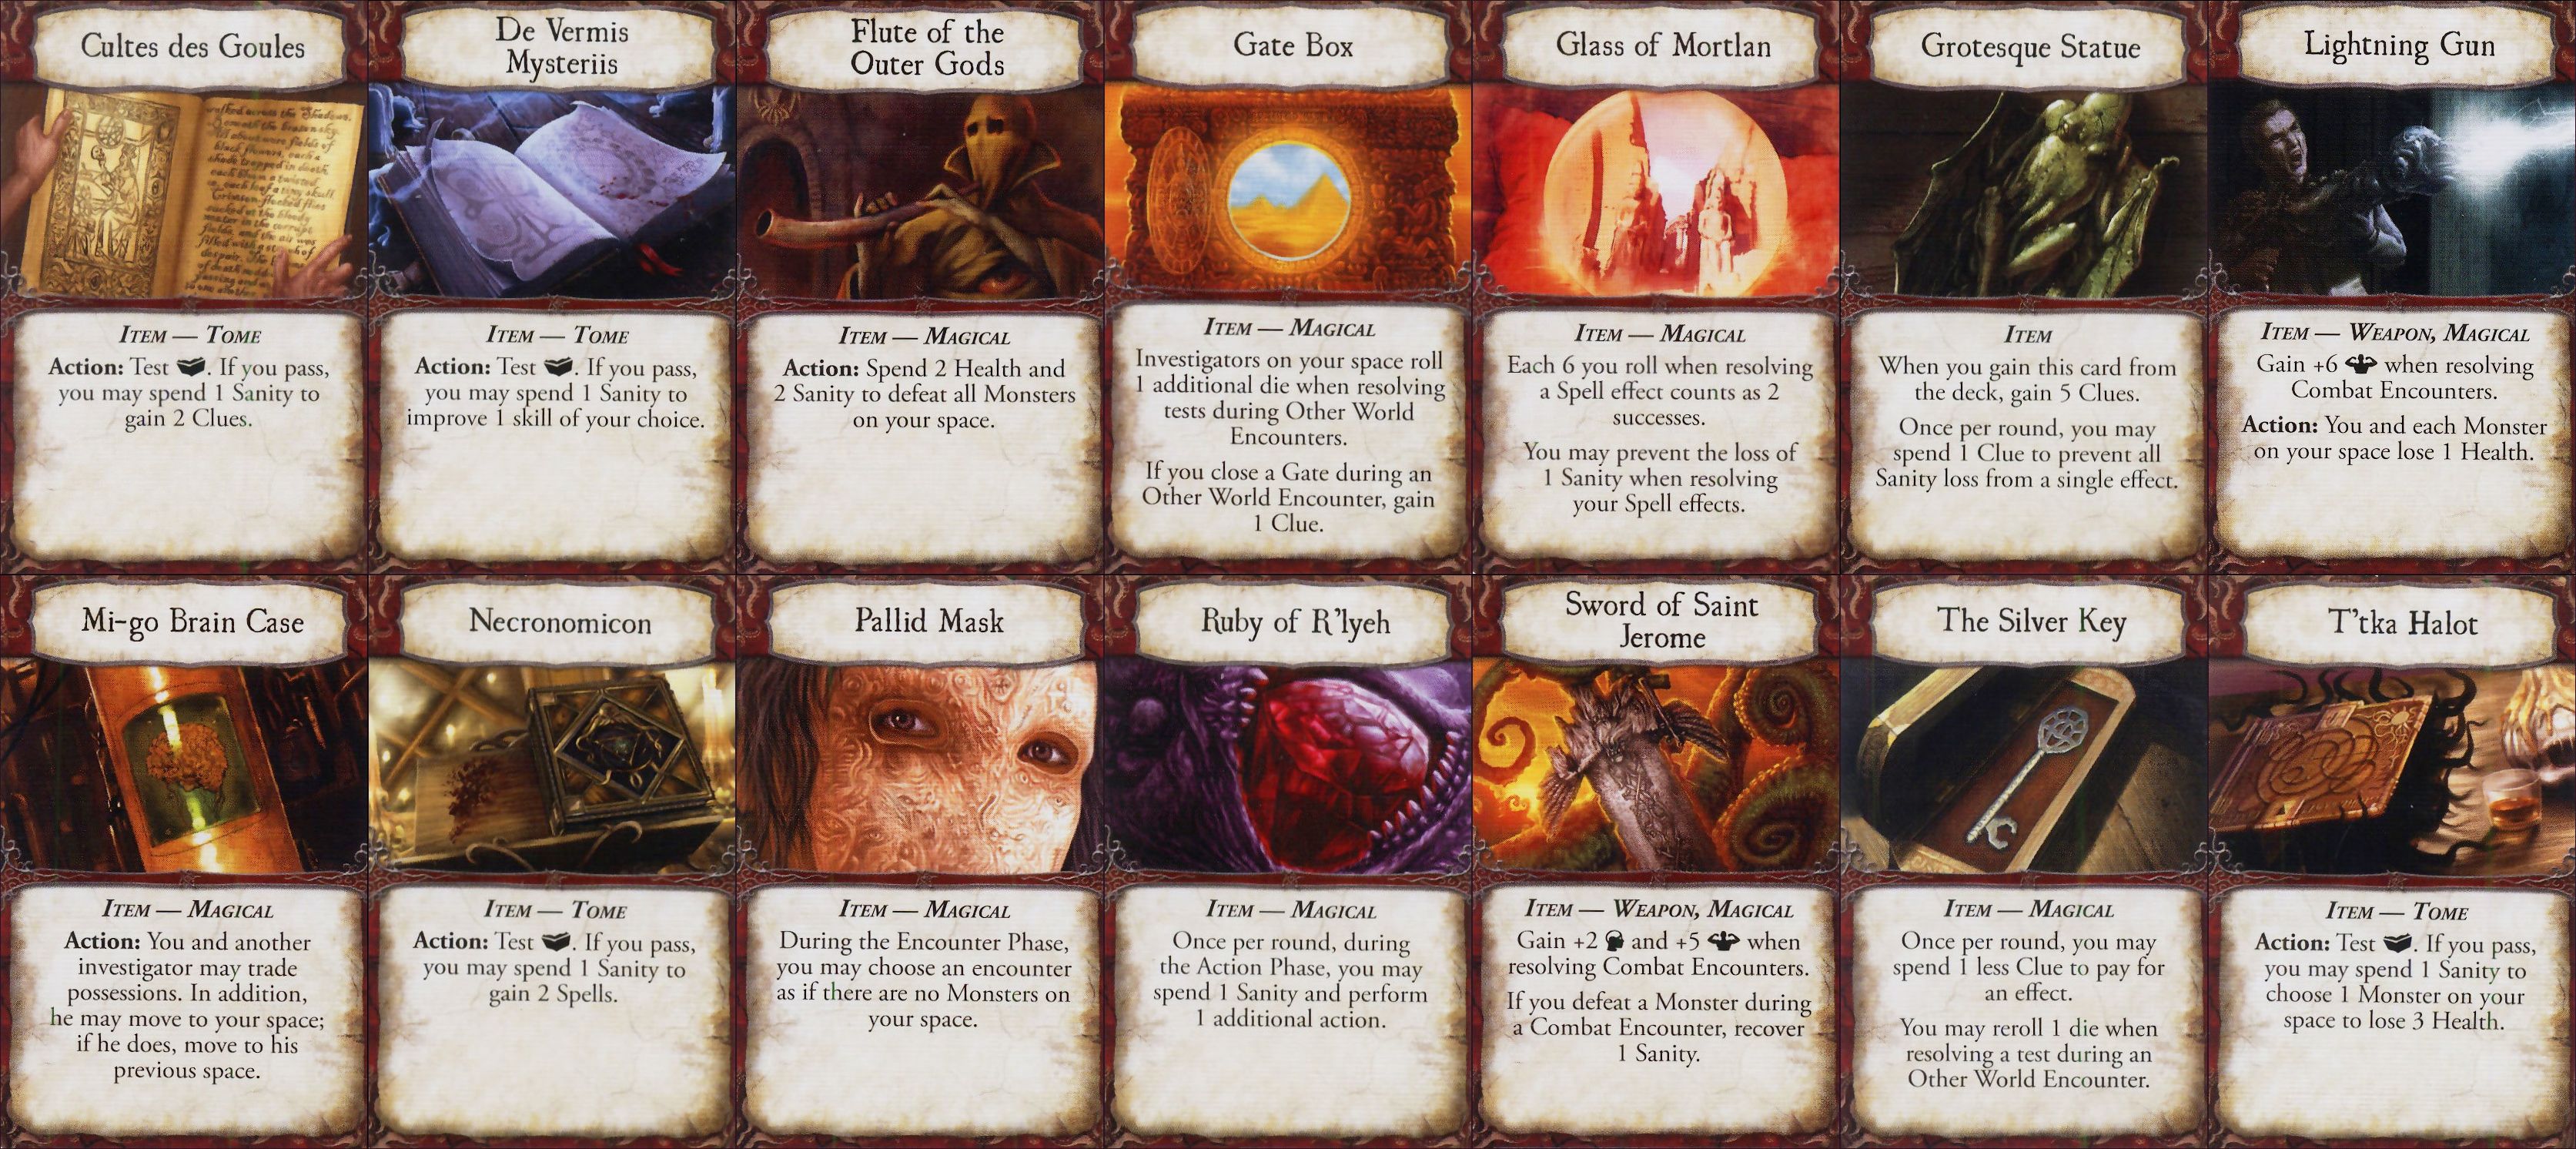 Cultes des Goules
ITEM — TOME
Action: Test . If you pass,
you may spend 1 Sanity to
gain 2 Clues.
De Vermis
Mysteriis
ITEM — TOME
Action: Test . If you pass,
you may spend 1 Sanity to
improve 1 skill of your choice.
Flute of the
Outer Gods
ITEM — MAGICAL
Action: Spend 2 Health and
2 Sanity to defeat all Monsters
on your space.
Gate Box
ITEM — MAGICAL
Investigators on your space roll
1 additional die when resolving
tests during Other World
Encounters.
If you close a Gate during an
Other World Encounter, gain
1 Clue.
Glass of Mortlan
ITEM — MAGICAL
Each 6 you roll when resolving
a Spell effect counts as 2
successes.
You may prevent the loss of
1 Sanity when resolving
your Spell effects.
Grotesque Statue
ITEM
When you gain this card from
the deck, gain 5 Clues.
Once per round, you may
spend 1 Clue to prevent all
Sanity loss from a single effect.
Lightning Gun
ITEM — WEAPON, MAGICAL
Gain +6 when resolving
Combat Encounters.
Action: You and each Monster
on your space lose 1 Health.
Mi-go Brain Case
ITEM — MAGICAL
Action: You and another
investigator may trade
possessions. In addition,
he may move to your space;
if he does, move to his
previous space.
Necronomicon
ITEM — TOME
Action: Test . If you pass,
you may spend 1 Sanity to
gain 2 Spells.
Pallid Mask
ITEM — MAGICAL
During the Encounter Phase,
you may choose an encounter
as if there are no Monsters on
your space.
Ruby of R'lyeh
ITEM — MAGICAL
Once per round, during
the Action Phase, you may
spend 1 Sanity and perform
1 additional action.
Sword of Saint
Jerome
ITEM — WEAPON, MAGICAL
Gain +2 and +5 when
resolving Combat Encounters.
If you defeat a Monster during
a Combat Encounter, recover
1 Sanity.
The Silver Key
ITEM — MAGICAL
Once per round, you may
spend 1 less Clue to pay for
an effect.
You may reroll 1 die when
resolving a test during an
Other World Encounter.
T'tka Halot
ITEM — TOME
Action: Test . If you pass,
you may spend 1 Sanity to
choose 1 Monster on your
space to lose 3 Health.